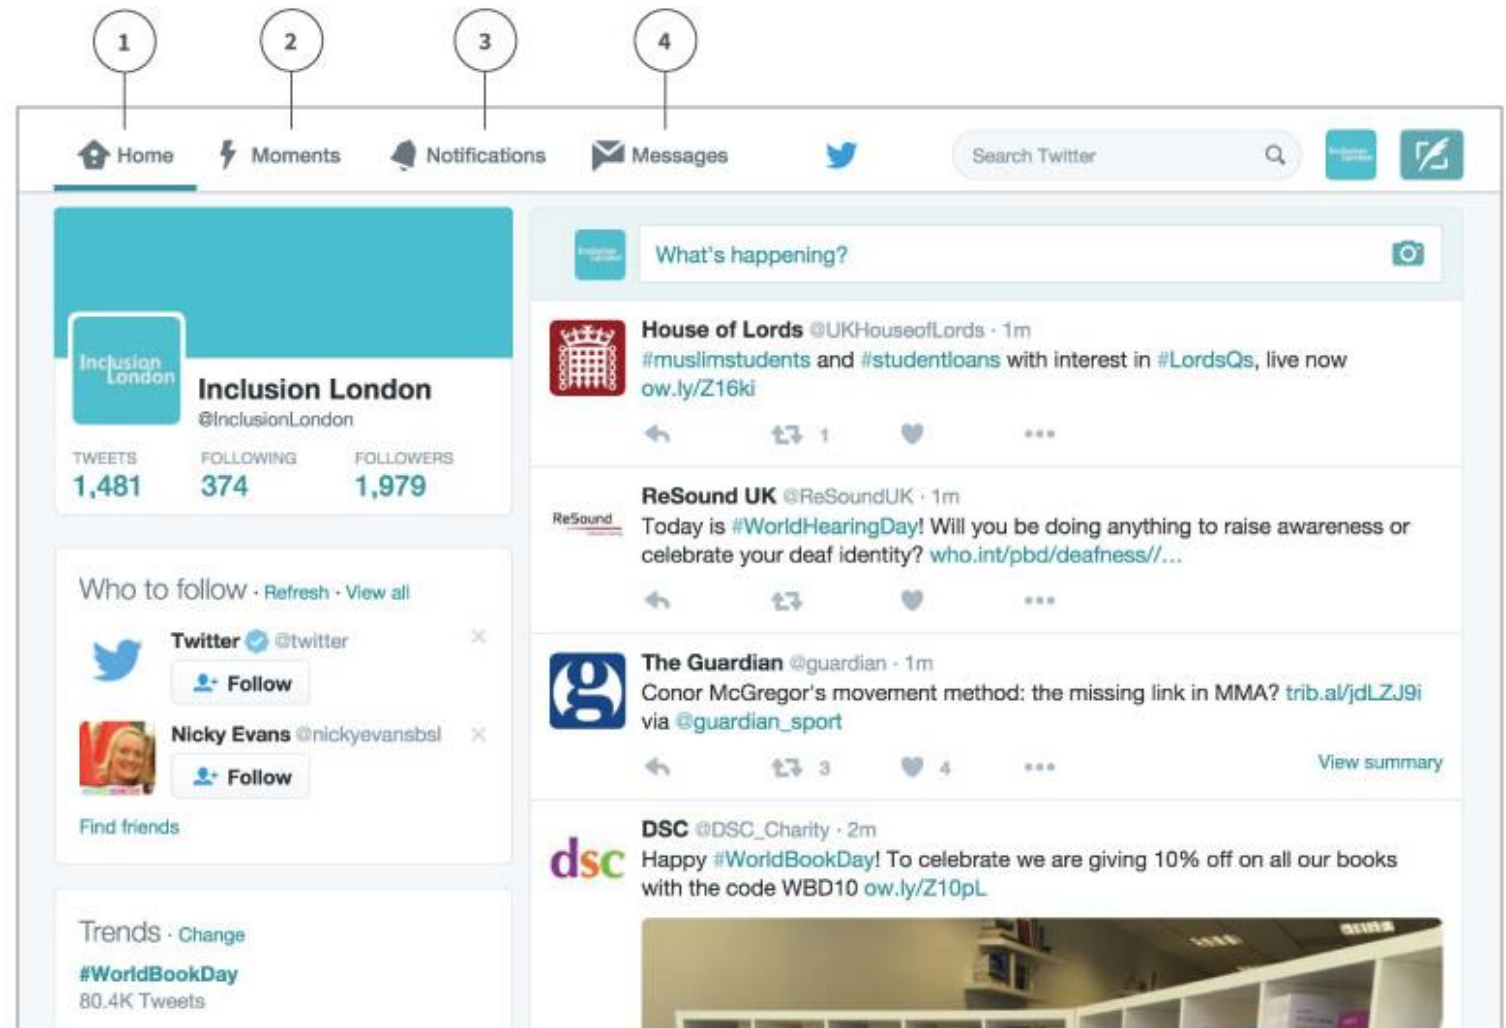 1
2
3
4
Home
Moments
Notifications
Messages
Search Twitter
Inclusion
London
Inclusion London
@InclusionLondon
TWEETS
FOLLOWING
FOLLOWERS
1,481
374
1,979
Who to follow · Refresh · View all
Twitter @twitter
Follow
Nicky Evans @nickyevansbsl
Follow
Find friends
Trends · Change
#WorldBookDay
80.4K Tweets
What's happening?
House of Lords @UKHouseofLords · 1m
#muslimstudents and #studentloans with interest in #LordsQs, live now
ow.ly/Z16ki
1
ReSound
ReSound UK @ReSoundUK · 1m
Today is #WorldHearingDay! Will you be doing anything to raise awareness or
celebrate your deaf identity? who.int/pbd/deafness//...
The Guardian @guardian · 1m
Conor McGregor's movement method: the missing link in MMA? trib.al/jdLZJ9i
via @guardian_sport
3
4
View summary
dsc
DSC @DSC_Charity · 2m
Happy #WorldBookDay! To celebrate we are giving 10% off on all our books
with the code WBD10 ow.ly/Z10pL